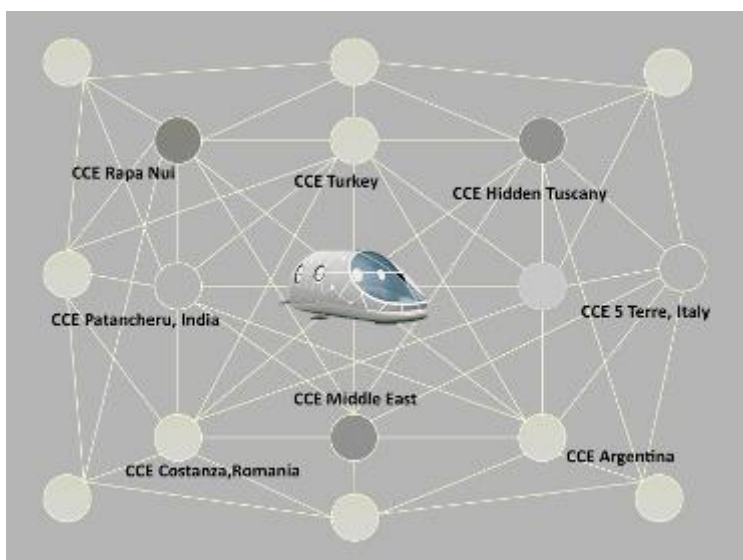 CCE Rapa Nui
CCE Turkey
CCE Hidden Tuscany
CCE Patancheru, India
CCE 5 Terre, Italy
CCE Middle East
CCE Costanza,Romania
CCE Argentina